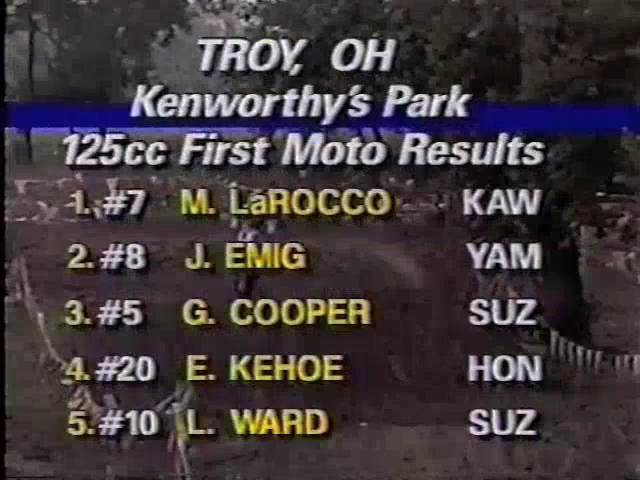 TROY, OH
Kenworthy's Park
125cc First Moto Results
1. #7 M. LaROCCO KAW
2. #8 J. EMIG YAM
3. #5 G. COOPER SUZ
4. #20 E. KEHOE HON
5. #10 L. WARD SUZ